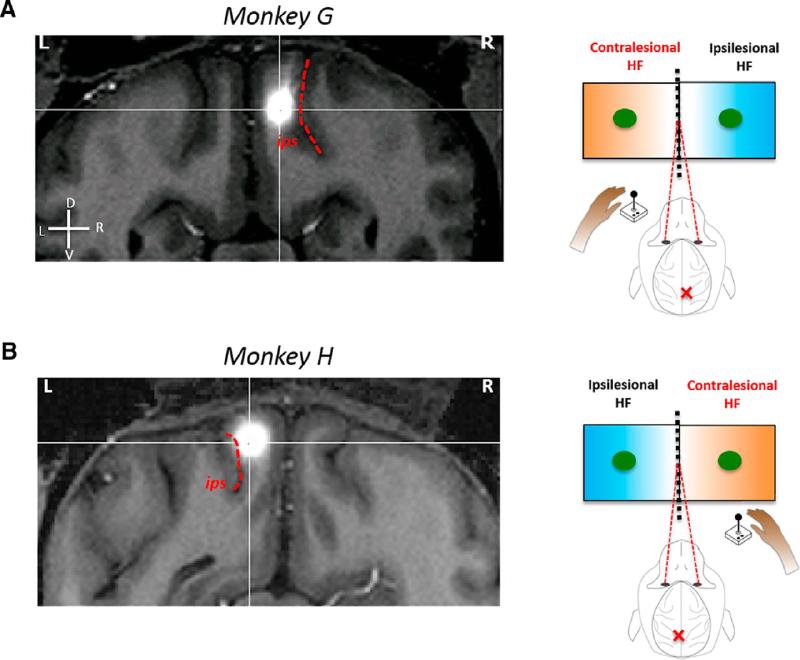 A
Monkey G
L
R
ips
D
L
R
V
Contralesional
HF
Ipsilesional
HF
B
Monkey H
L
R
ips
Ipsilesional
HF
Contralesional
HF